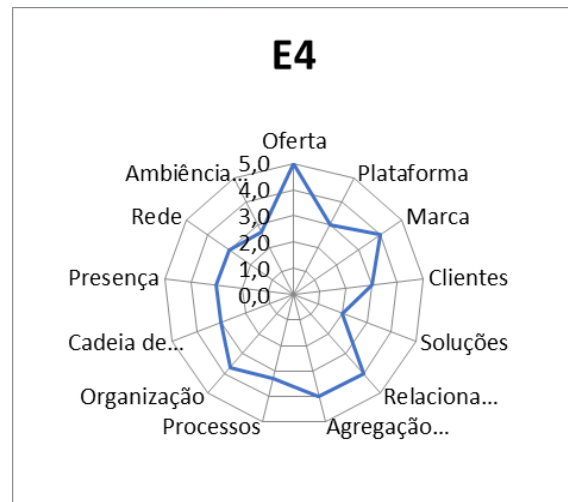 E4
Oferta
Plataforma
Marca
Clientes
Soluções
Relaciona...
Agregação...
Processos
Organização
Cadeia de...
Presença
Rede
Ambiência...
5,0
4,0
3,0
2,0
1,0
0,0